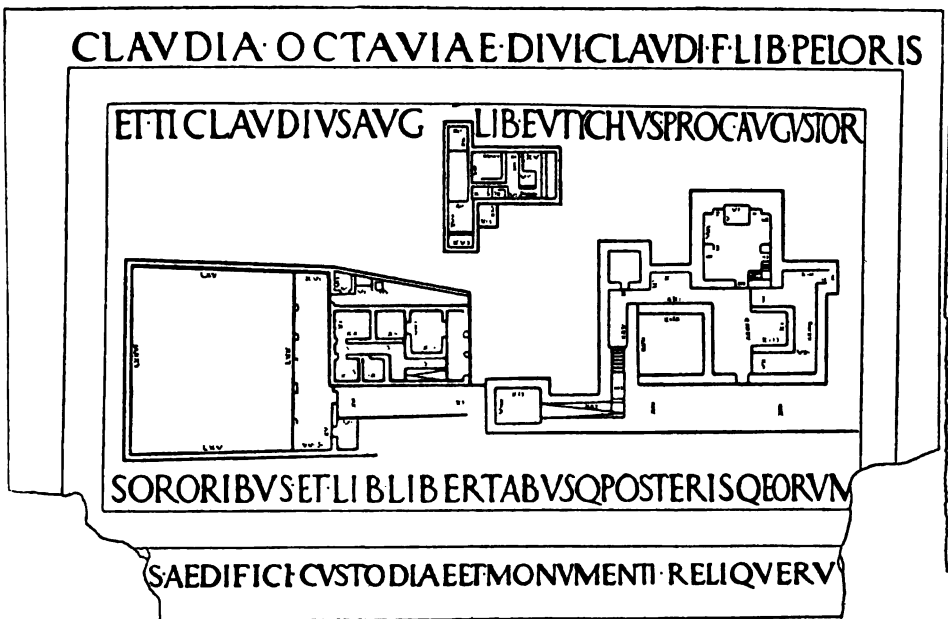 CLAVDIA·OCTAVIAE·DIVI·CLAVDI·F·LIB·PELORIS
ET·TI CLAVDIVS AVG LIB·EVTYCHVS·PROC·AVGVSTOR
SORORIBVS·ET·LIB LIBERTABVSQ POSTERISQ EORVM
S·AEDIFICI·CVSTODIAE ET·MONVMENTI·RELIQVERV